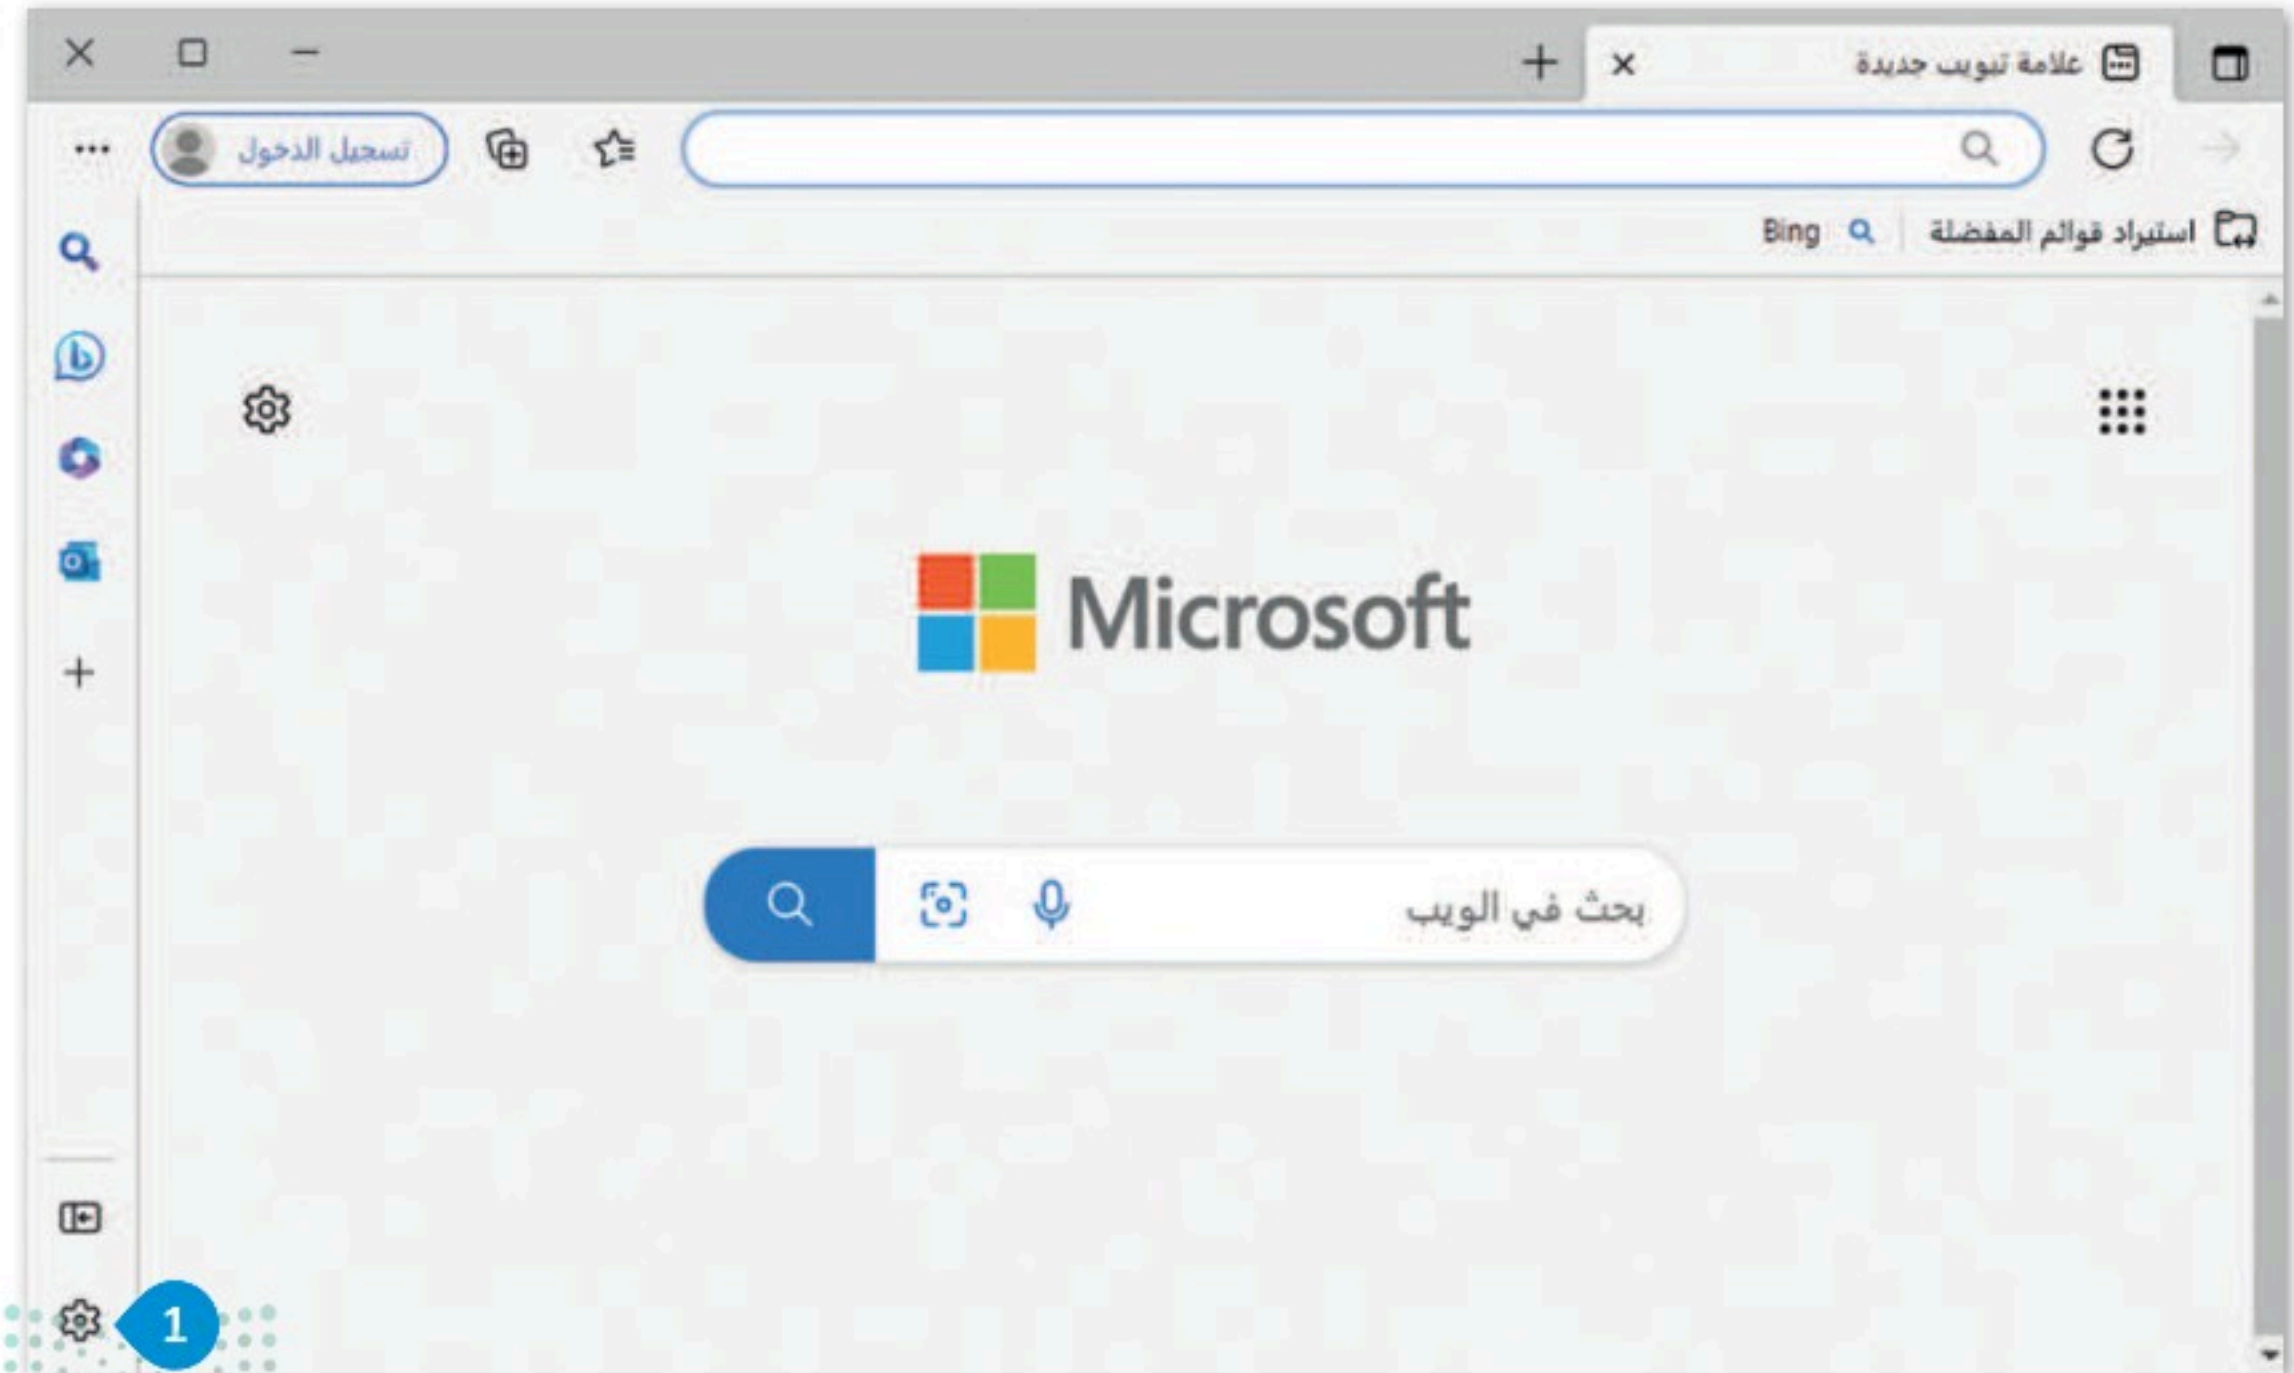 علامة تبويب جديدة
تسجيل الدخول
استيراد قوائم المفضلة
Bing
Microsoft
بحث في الويب
1